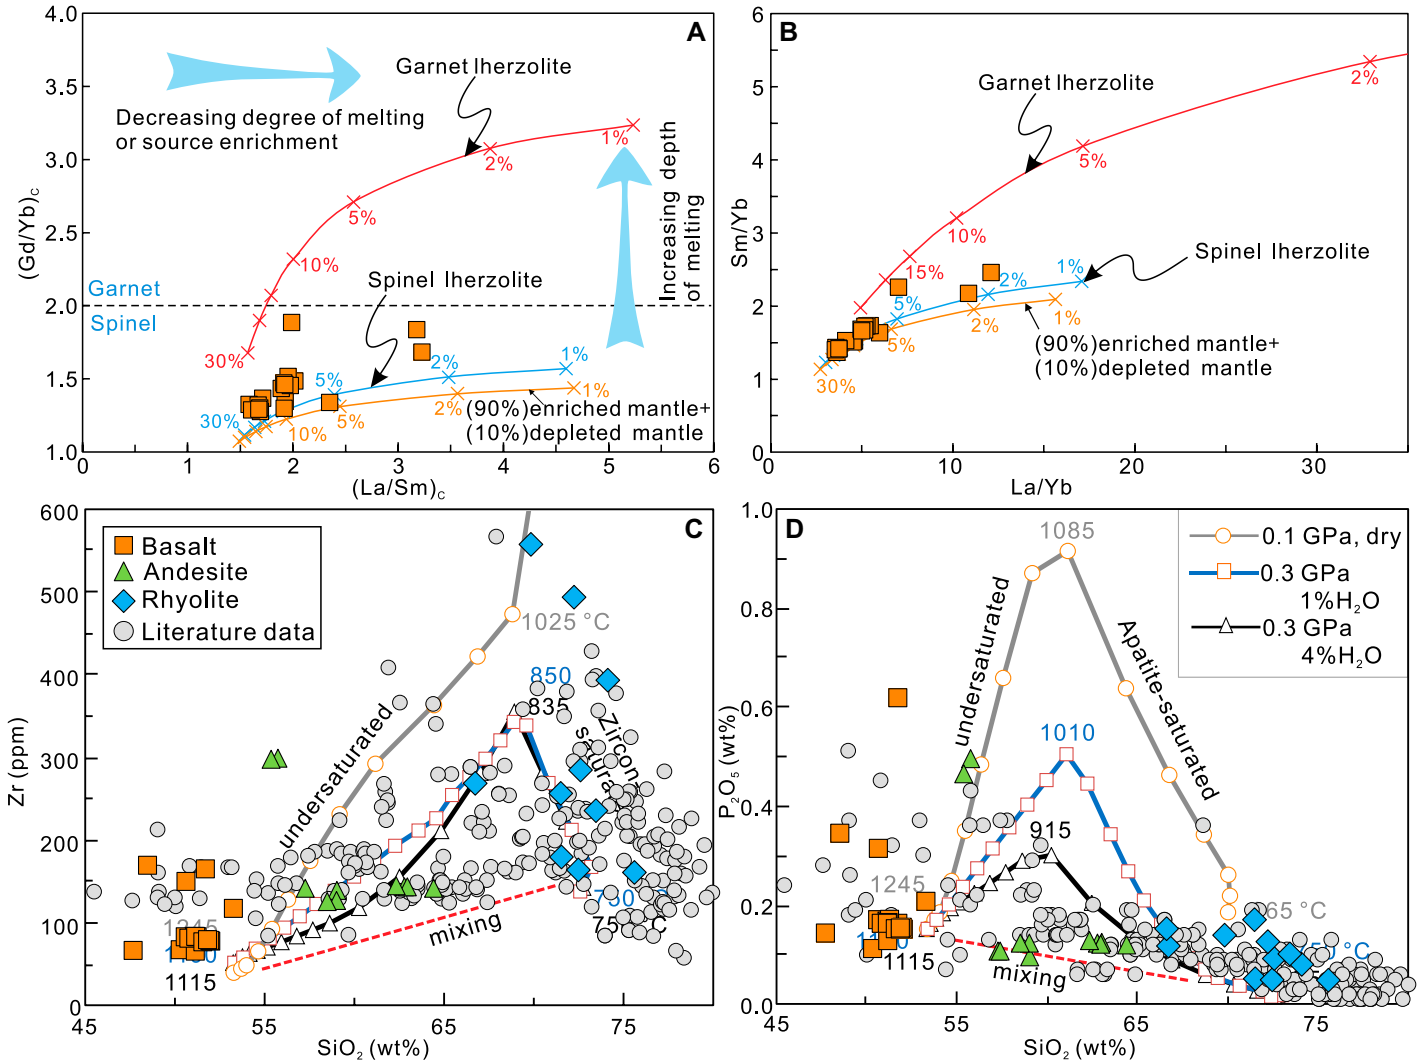 A
4.0
3.5
3.0
2.5
2.0
1.5
1.0
(Gd/Yb)C
0
1
2
3
4
5
6
(La/Sm)C
Garnet lherzolite
Decreasing degree of melting
or source enrichment
1%
2%
5%
10%
30%
Increasing depth
of melting
Spinel lherzolite
Garnet
Spinel
1%
2%
5%
30%
1%
2%
5%
10%
(90%)enriched mantle+
(10%)depleted mantle
B
6
5
4
3
2
1
0
Sm/Yb
0
10
20
30
La/Yb
Garnet lherzolite
2%
5%
10%
15%
Spinel lherzolite
1%
2%
5%
1%
2%
5%
30%
(90%)enriched mantle+
(10%)depleted mantle
C
600
500
400
300
200
100
0
Zr (ppm)
45
55
65
75
SiO2 (wt%)
Basalt
Andesite
Rhyolite
Literature data
undersaturated
1025 °C
850
835
Zircon-
mixing
1115
D
1.0
0.8
0.6
0.4
0.2
0.0
P2O5 (wt%)
45
55
65
75
SiO2 (wt%)
0.1 GPa, dry
0.3 GPa
1%H2O
0.3 GPa
4%H2O
1085
undersaturated
Apatite-saturated
1010
915
1245
1115
mixing